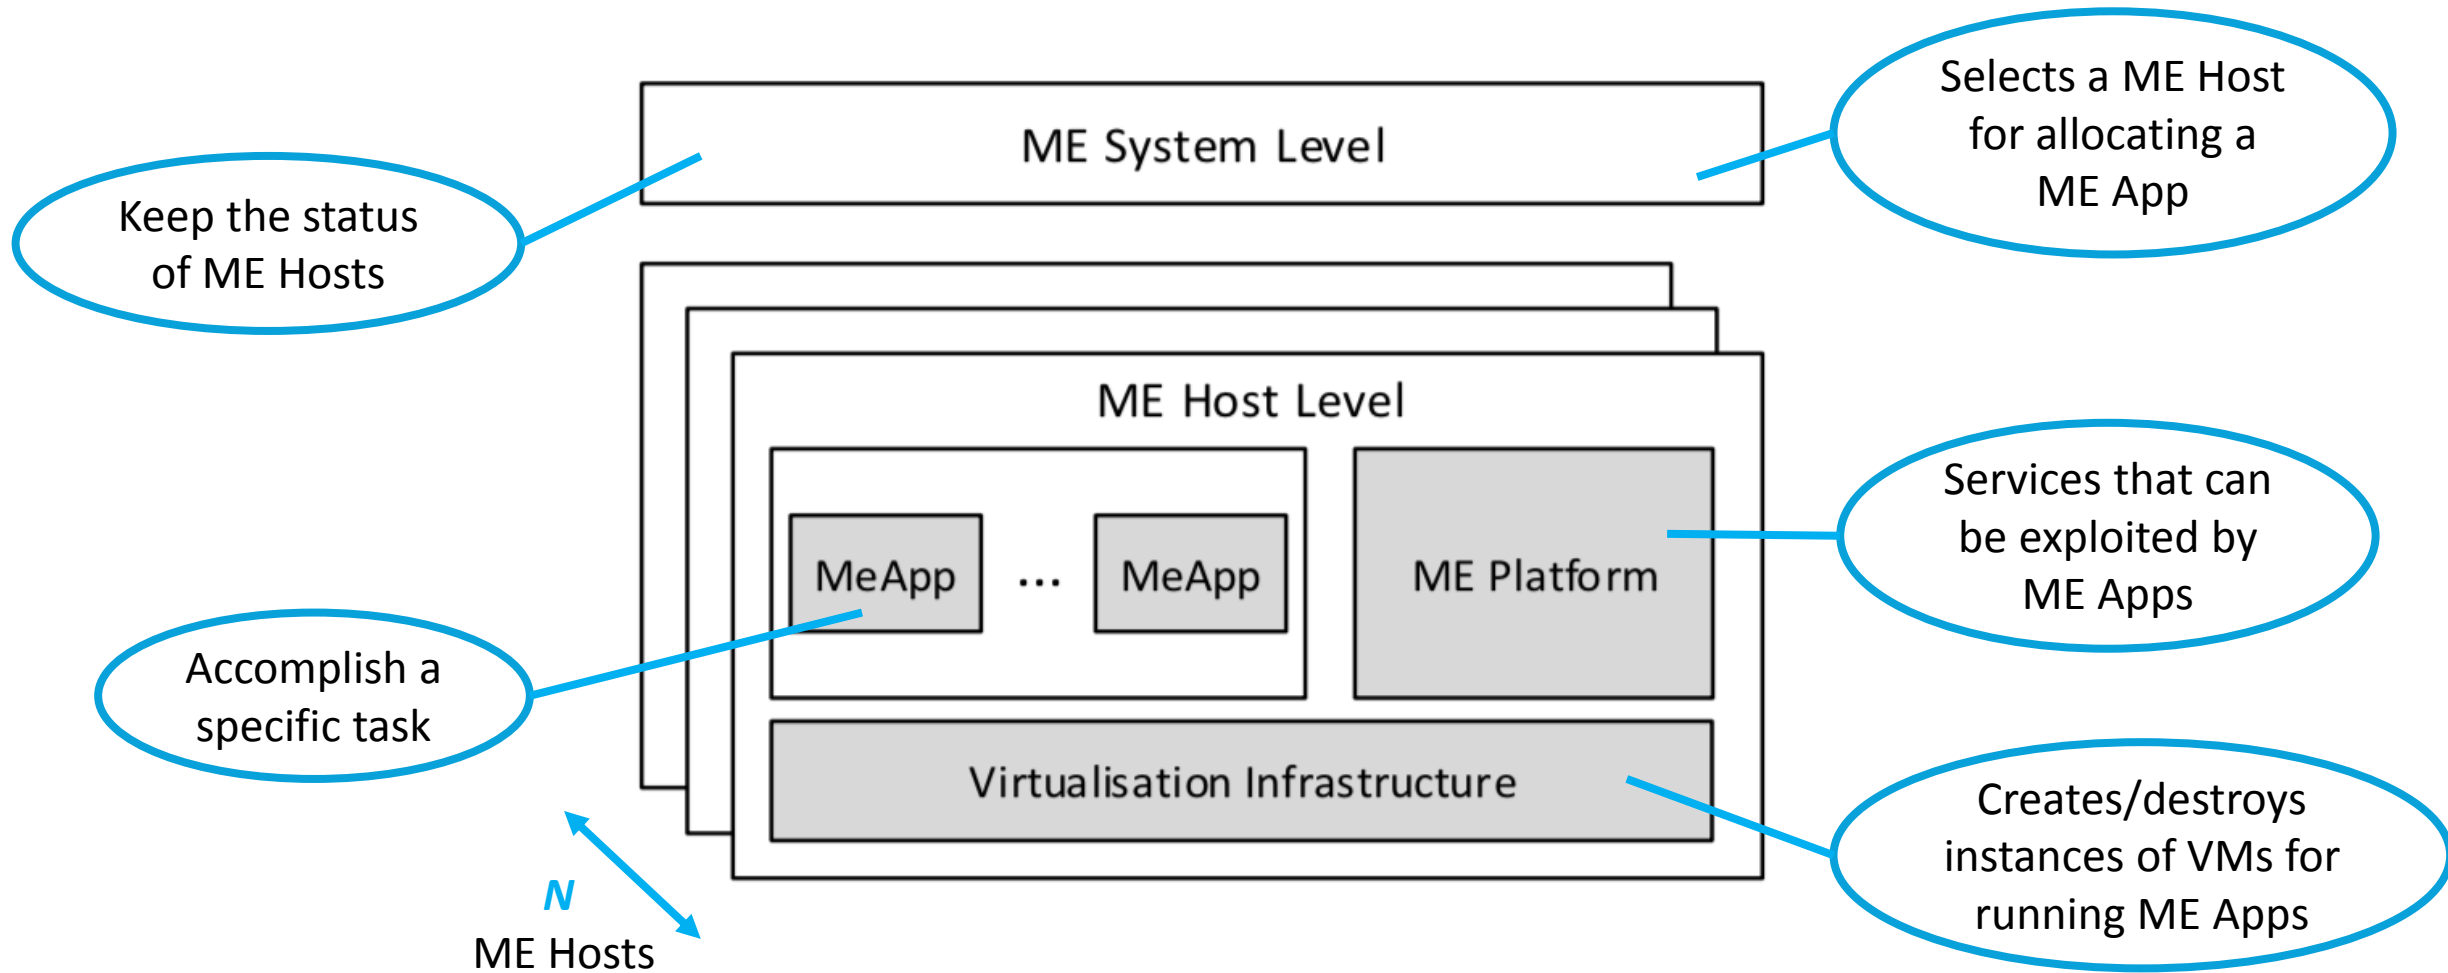 ME System Level
Selects a ME Host
for allocating a
ME App
Keep the status
of ME Hosts
ME Host Level
MeApp
...
MeApp
ME Platform
Services that can
be exploited by
ME Apps
Accomplish a
specific task
Virtualisation Infrastructure
Creates/destroys
instances of VMs for
running ME Apps
N
ME Hosts